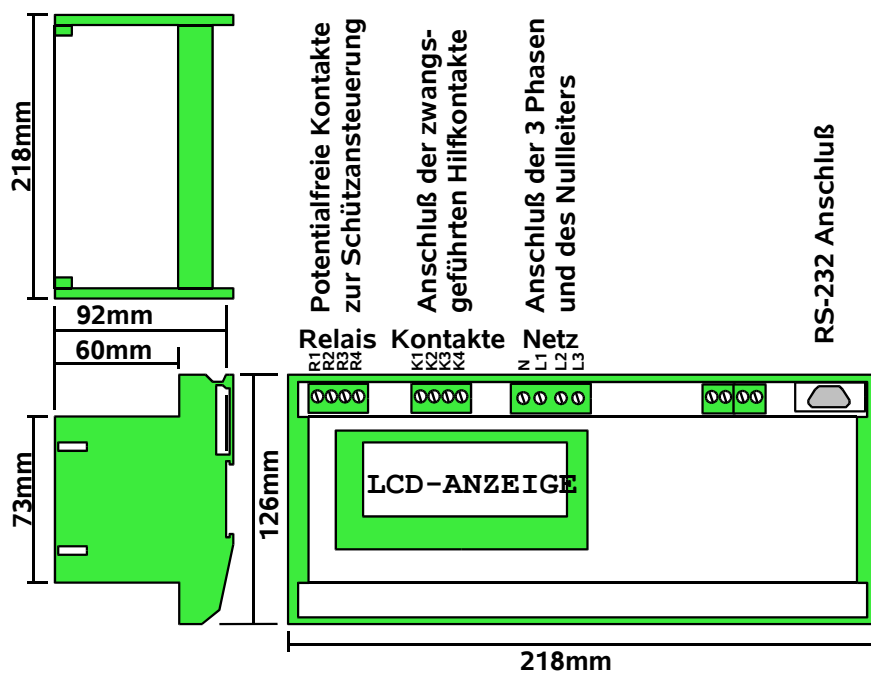 218mm
92mm
60mm
Potentialfreie Kontakte
zur Schützansteuerung
Anschluß der zwangs-
geführten Hilfkontakte
Anschluß der 3 Phasen
und des Nullleiters
RS-232 Anschluß
Relais
Kontakte
Netz
R1
R2
R3
R4
K1
K2
K3
K4
N
L1
L2
L3
LCD-ANZEIGE
73mm
126mm
218mm